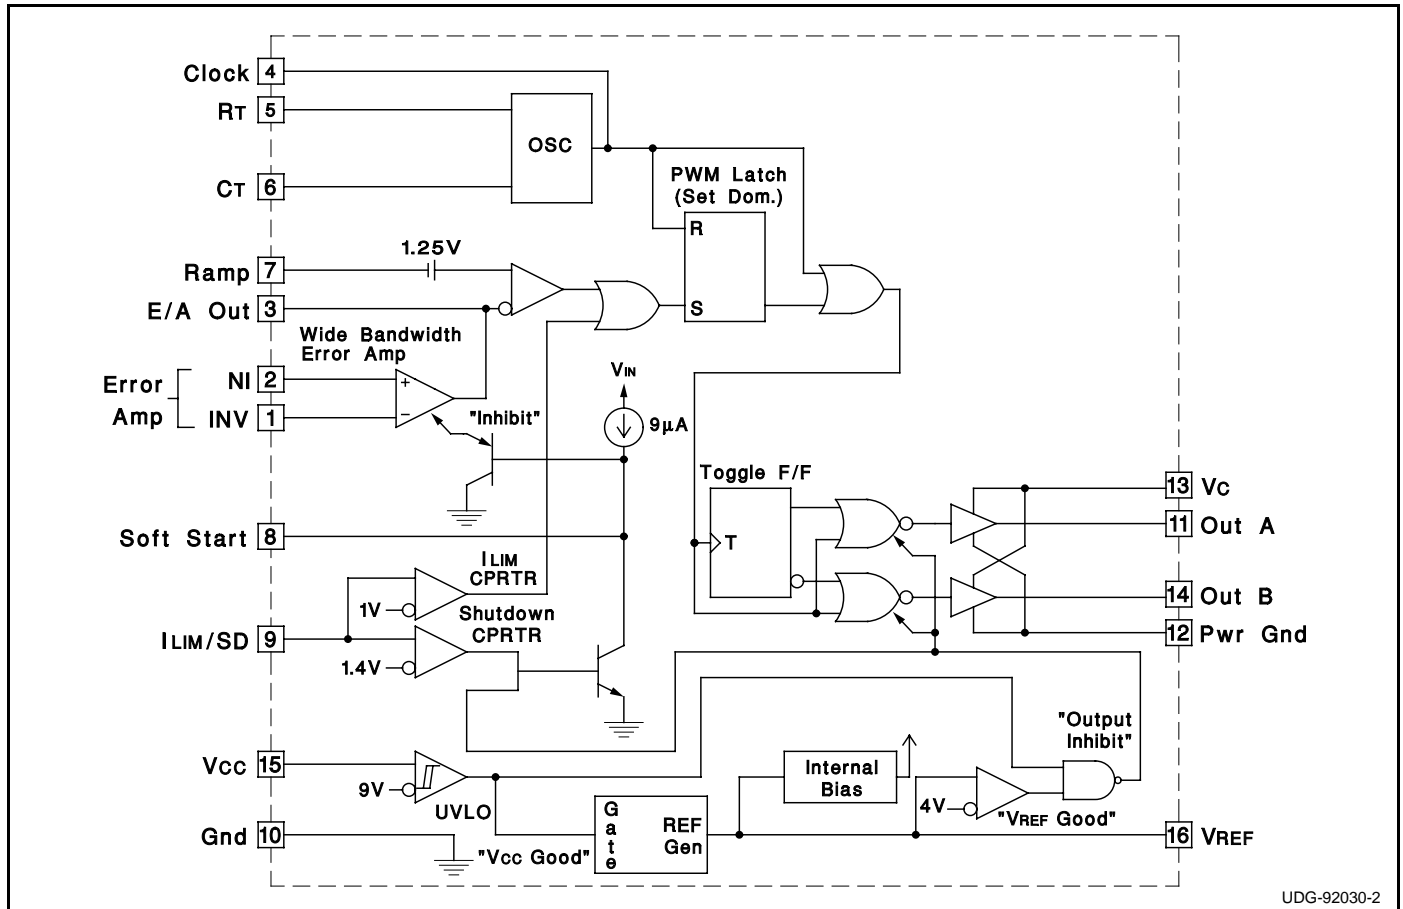 Clock 4
RT 5
CT 6
OSC
PWM Latch
(Set Dom.)
R
S
1.25V
Ramp 7
E/A Out 3
Wide Bandwidth
Error Amp
Error
Amp
NI 2
INV 1
+
−
"Inhibit"
VIN
9µA
Soft Start 8
ILIM
CPRTR
1V
Shutdown
CPRTR
ILIM/SD 9
1.4V
Toggle F/F
T
13 VC
11 Out A
14 Out B
12 Pwr Gnd
"Output
Inhibit"
VCC 15
9V
UVLO
Internal
Bias
4V
"VREF Good"
Gnd 10
"VCC Good"
Gate
REF
Gen
16 VREF
UDG-92030-2